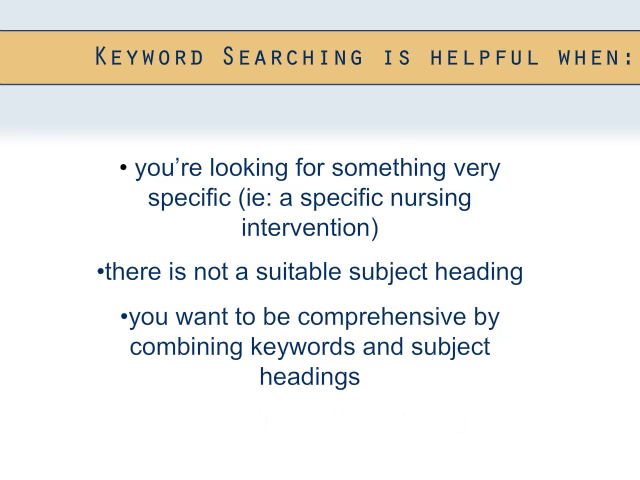 Keyword Searching is helpful when:
• you’re looking for something very
specific (ie: a specific nursing
intervention)
•there is not a suitable subject heading
•you want to be comprehensive by
combining keywords and subject
headings